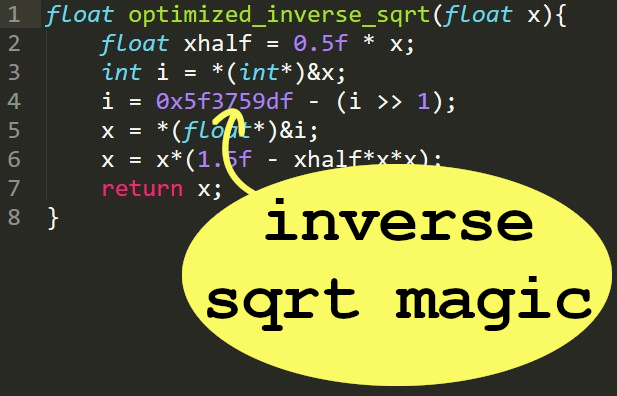 1 float optimized_inverse_sqrt(float x){
2     float xhalf = 0.5f * x;
3     int i = *(int*)&x;
4     i = 0x5f3759df - (i >> 1);
5     x = *(float*)&i;
6     x = x*(1.5f - xhalf*x*x);
7     return x;
8 }
inverse
sqrt magic